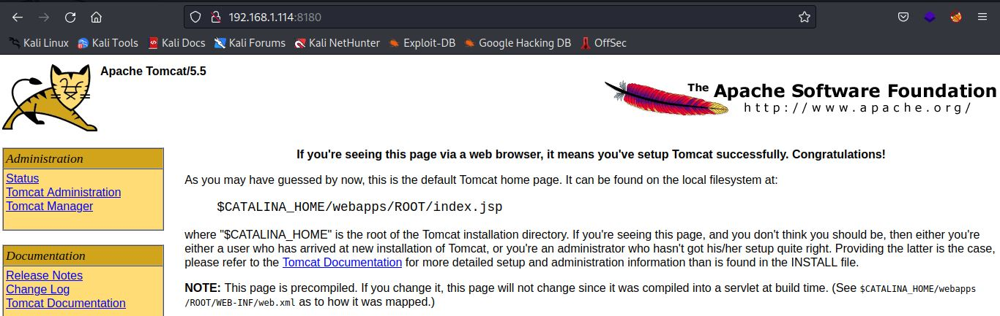 192.168.1.114:8180
Kali Linux Kali Tools Kali Docs Kali Forums Kali NetHunter Exploit-DB Google Hacking DB OffSec
Apache Tomcat/5.5
The Apache Software Foundation
http://www.apache.org/
Administration
Status
Tomcat Administration
Tomcat Manager
Documentation
Release Notes
Change Log
Tomcat Documentation
If you're seeing this page via a web browser, it means you've setup Tomcat successfully. Congratulations!
As you may have guessed by now, this is the default Tomcat home page. It can be found on the local filesystem at:
$CATALINA_HOME/webapps/ROOT/index.jsp
where "$CATALINA_HOME" is the root of the Tomcat installation directory. If you're seeing this page, and you don't think you should be, then either you're
either a user who has arrived at new installation of Tomcat, or you're an administrator who hasn't got his/her setup quite right. Providing the latter is the case,
please refer to the Tomcat Documentation for more detailed setup and administration information than is found in the INSTALL file.
NOTE: This page is precompiled. If you change it, this page will not change since it was compiled into a servlet at build time. (See $CATALINA_HOME/webapps
/ROOT/WEB-INF/web.xml as to how it was mapped.)